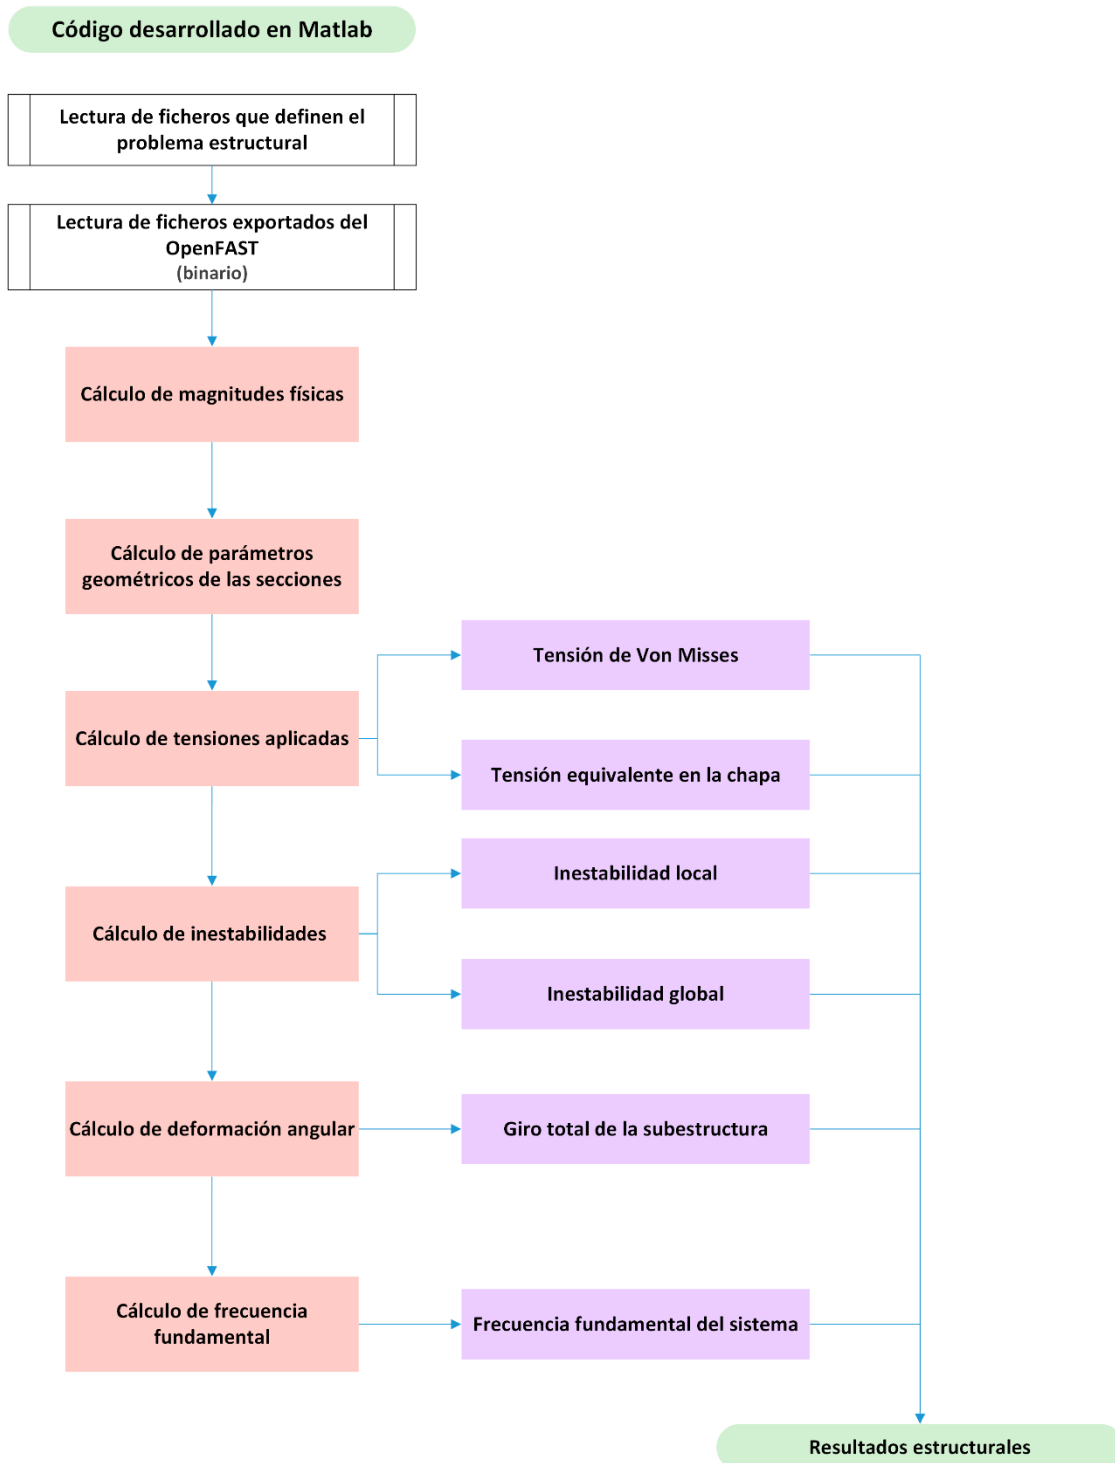 Código desarrollado en Matlab
Lectura de ficheros que definen el
problema estructural
Lectura de ficheros exportados del
OpenFAST
(binario)
Cálculo de magnitudes físicas
Cálculo de parámetros
geométricos de las secciones
Tensión de Von Misses
Cálculo de tensiones aplicadas
Tensión equivalente en la chapa
Inestabilidad local
Cálculo de inestabilidades
Inestabilidad global
Cálculo de deformación angular
Giro total de la subestructura
Cálculo de frecuencia
fundamental
Frecuencia fundamental del sistema
Resultados estructurales